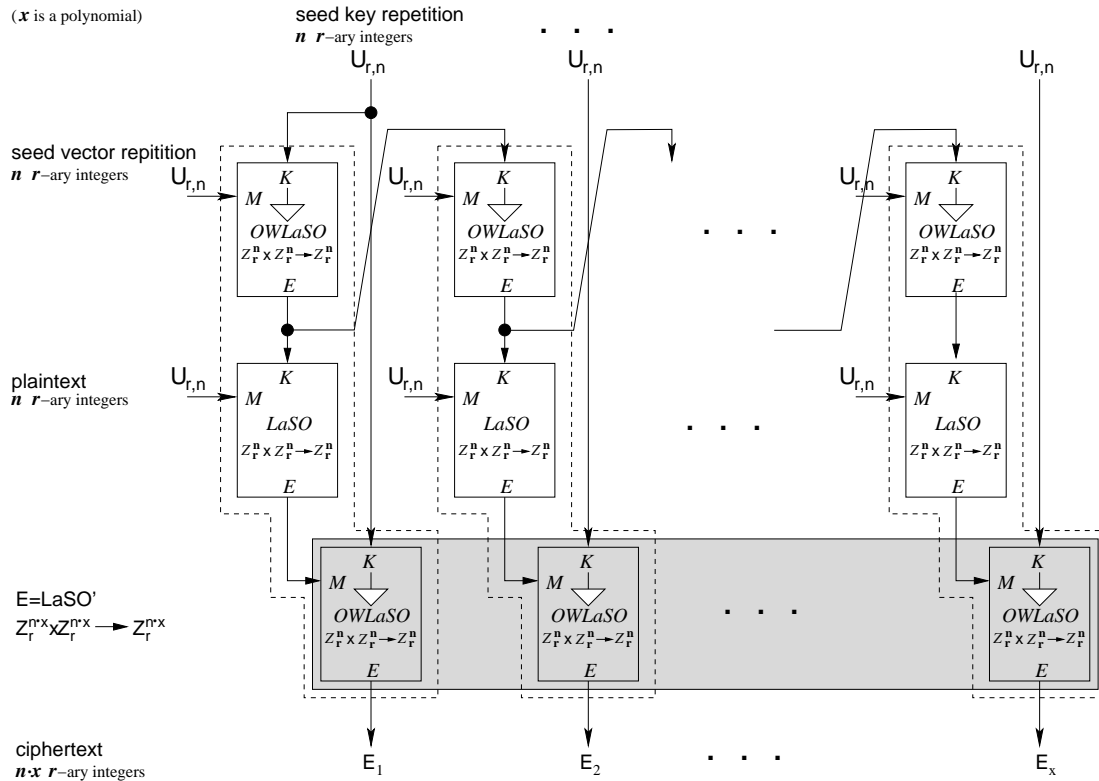 (x is a polynomial)
seed key repetition
n r–ary integers
. . .
U_{r,n} U_{r,n} U_{r,n}
seed vector repitition
n r–ary integers
U_{r,n} U_{r,n} U_{r,n}
K K K
M M M
OWLaSO OWLaSO . . . OWLaSO
Z_r^n x Z_r^n → Z_r^n Z_r^n x Z_r^n → Z_r^n Z_r^n x Z_r^n → Z_r^n
E E E
plaintext
n r–ary integers
U_{r,n} U_{r,n} U_{r,n}
K K K
M M M
LaSO LaSO . . . LaSO
Z_r^n x Z_r^n → Z_r^n Z_r^n x Z_r^n → Z_r^n Z_r^n x Z_r^n → Z_r^n
E E E
E=LaSO’
Z_r^{n·x} x Z_r^{n·x} → Z_r^{n·x}
K K K
M M M
OWLaSO OWLaSO . . . OWLaSO
Z_r^n x Z_r^n → Z_r^n Z_r^n x Z_r^n → Z_r^n Z_r^n x Z_r^n → Z_r^n
E E E
ciphertext
n·x r–ary integers
E_1 E_2 . . . E_x